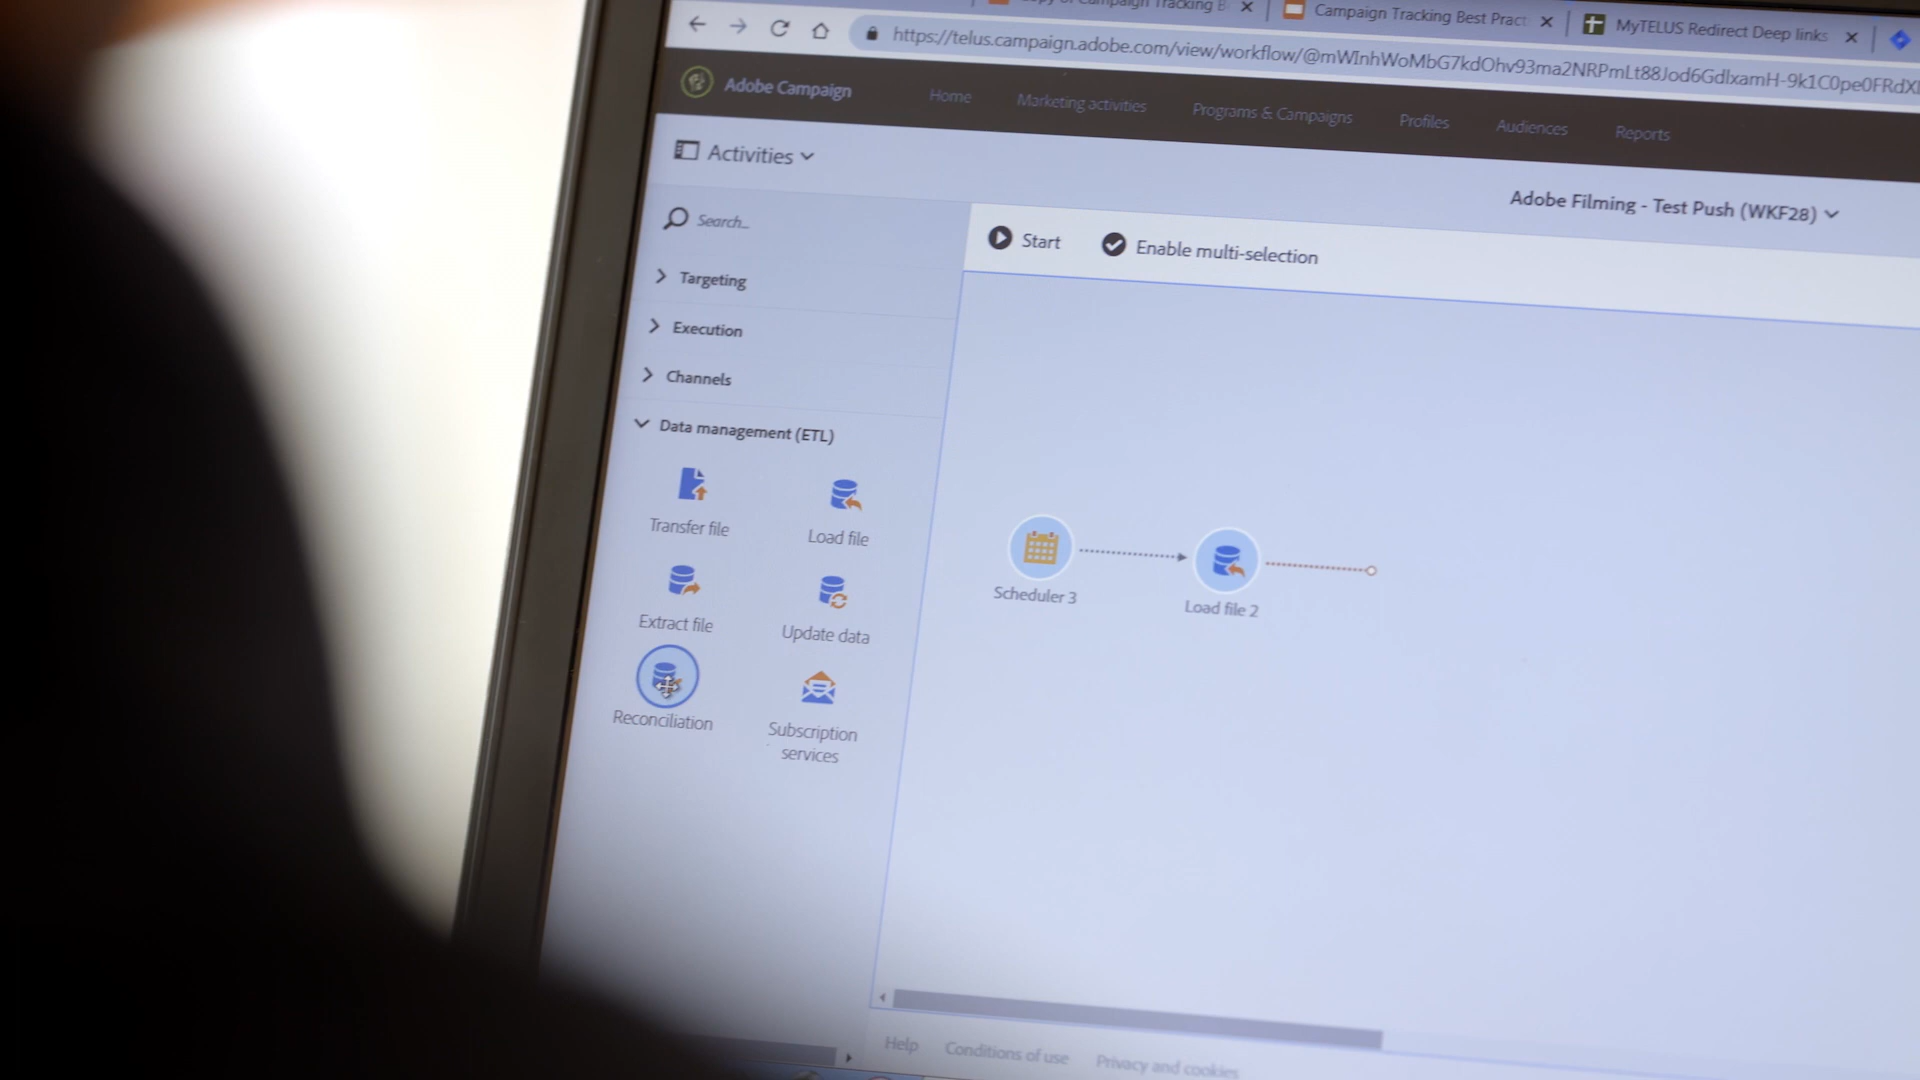 Campaign Tracking B
Campaign Tracking Best Pract
MyTELUS Redirect Deep links
https://telus.campaign.adobe.com/view/workflow/@mWInhWoMbG7kdOhv93ma2NRPmLt88Jod6GdlxamH-9k1C0pe0FRdX
Adobe Campaign
Home
Marketing activities
Programs & Campaigns
Profiles
Audiences
Reports
Activities
Adobe Filming - Test Push (WKF28)
Search...
Start
Enable multi-selection
Targeting
Execution
Channels
Data management (ETL)
Transfer file
Load file
Extract file
Update data
Reconciliation
Subscription
services
Scheduler 3
Load file 2
Help
Conditions of use
Privacy and cookies